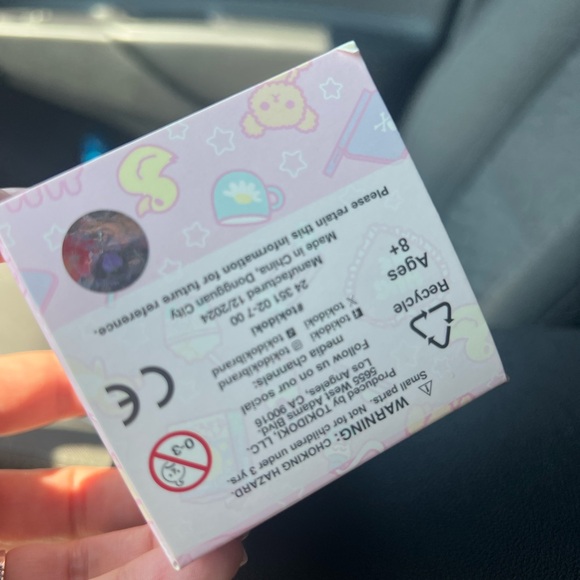 WARNING: CHOKING HAZARD.
Small parts. Not for children under 3 yrs.
Produced by TOKIDOKI, LLC.
5655 West Adams Blvd.
Los Angeles, CA 90016
Follow us on our social
media channels:
tokidoki tokidokibrand
tokidoki tokidokibrand
#tokidoki
24 351 02-7 00
Manufactured 12/2024
Made in China, Dongguan City
Please retain this information for future reference.
Recycle
Ages
8+
0-3
CE